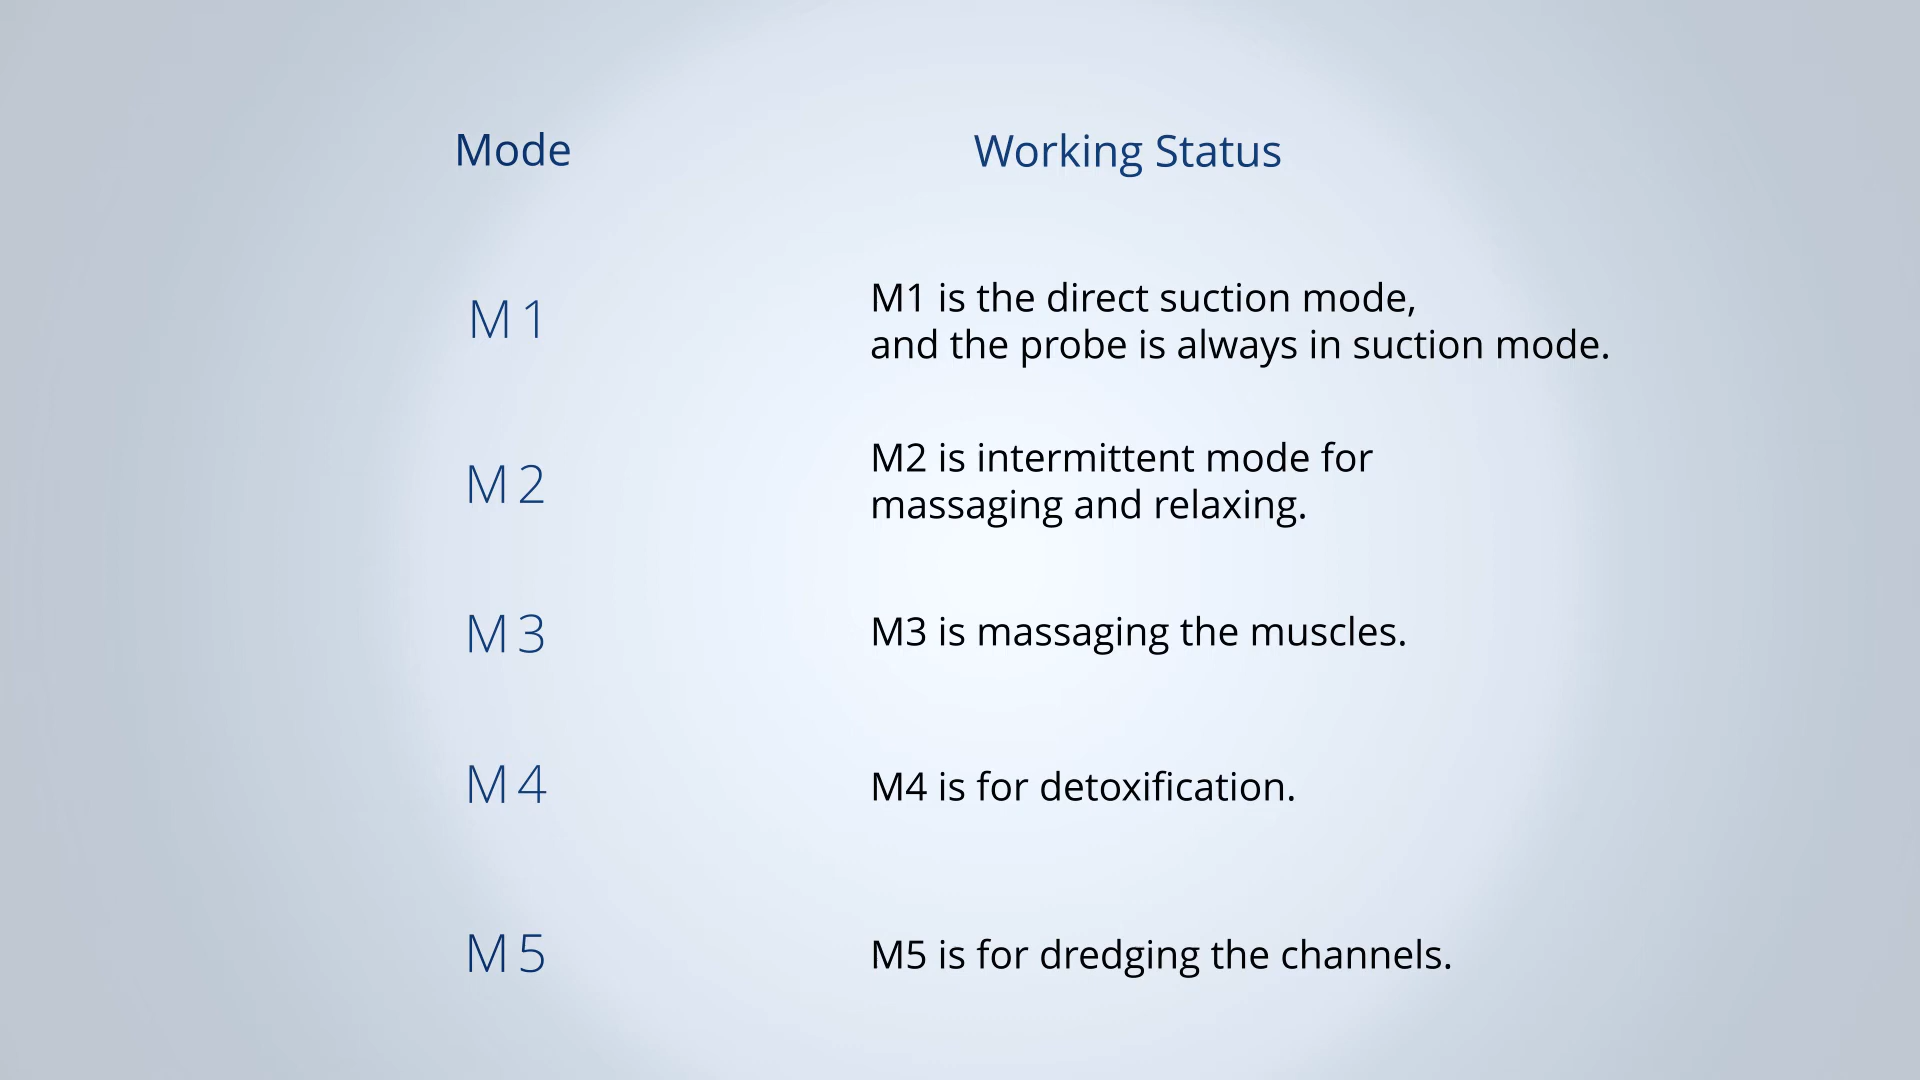 Mode
Working Status
M1
M1 is the direct suction mode,
and the probe is always in suction mode.
M2
M2 is intermittent mode for
massaging and relaxing.
M3
M3 is massaging the muscles.
M4
M4 is for detoxification.
M5
M5 is for dredging the channels.